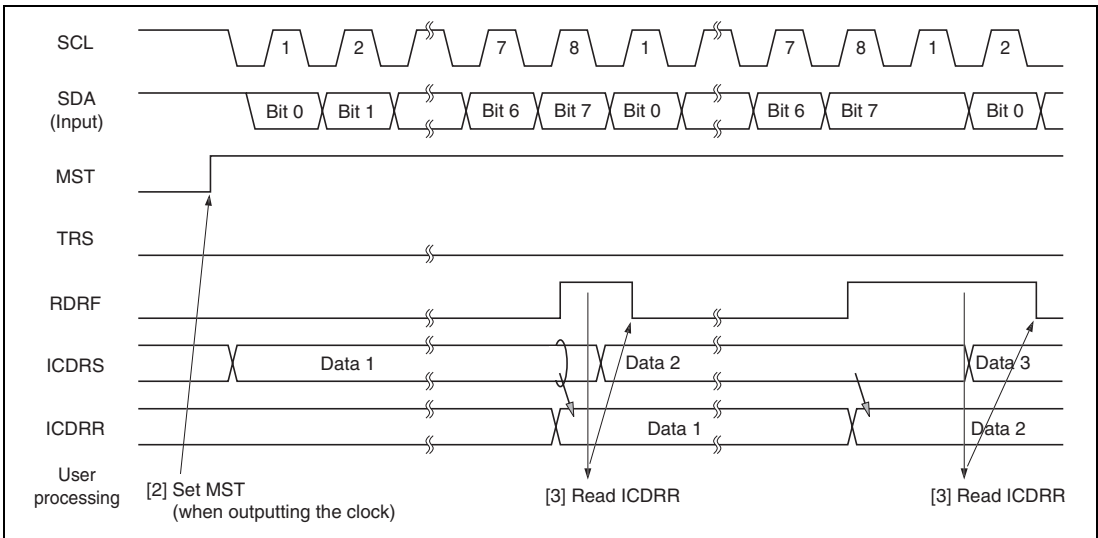 SCL 1 2 7 8 1 7 8 1 2
SDA
(Input) Bit 0 Bit 1 Bit 6 Bit 7 Bit 0 Bit 6 Bit 7 Bit 0
MST
TRS
RDRF
ICDRS Data 1 Data 2 Data 3
ICDRR Data 1 Data 2
User
processing
[2] Set MST
(when outputting the clock)
[3] Read ICDRR
[3] Read ICDRR